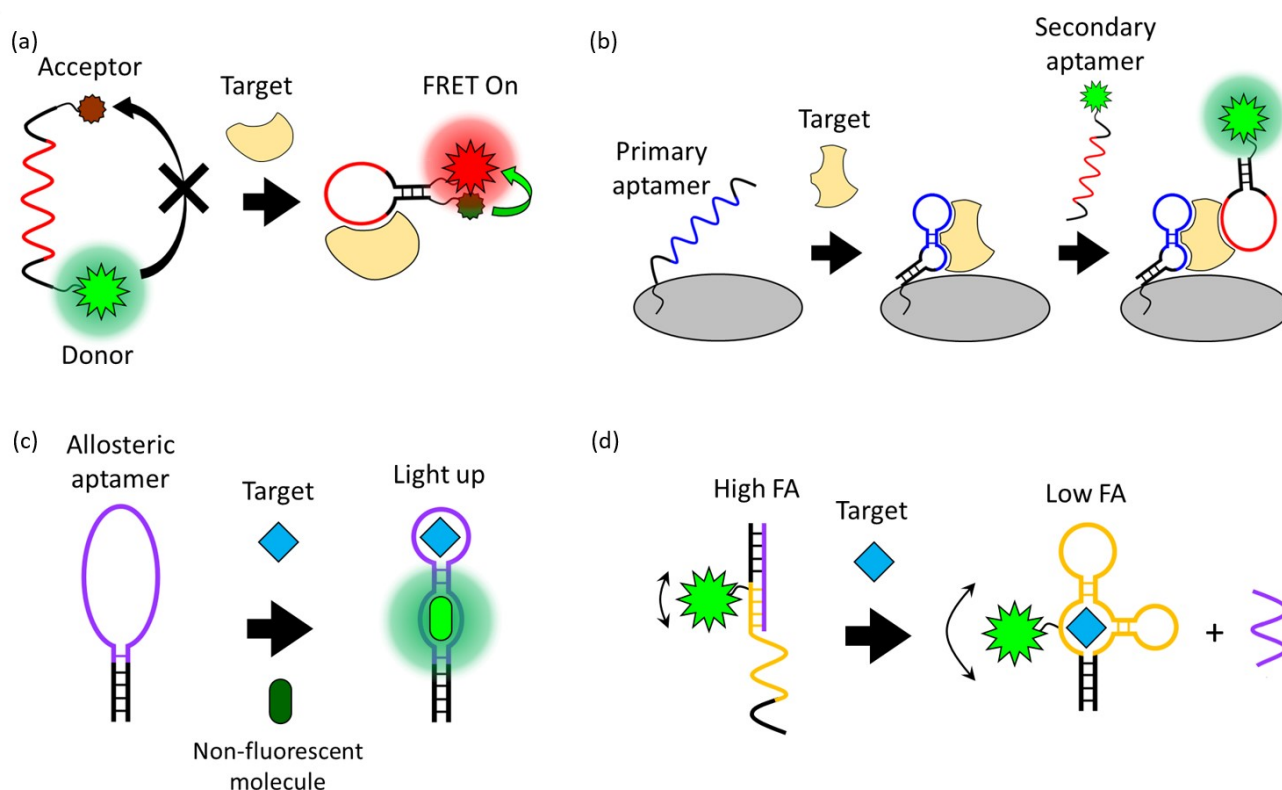 (a)
Acceptor
Target
FRET On
Donor
(b)
Primary
aptamer
Target
Secondary
aptamer
(c)
Allosteric
aptamer
Target
Non-fluorescent
molecule
Light up
(d)
High FA
Target
Low FA
+